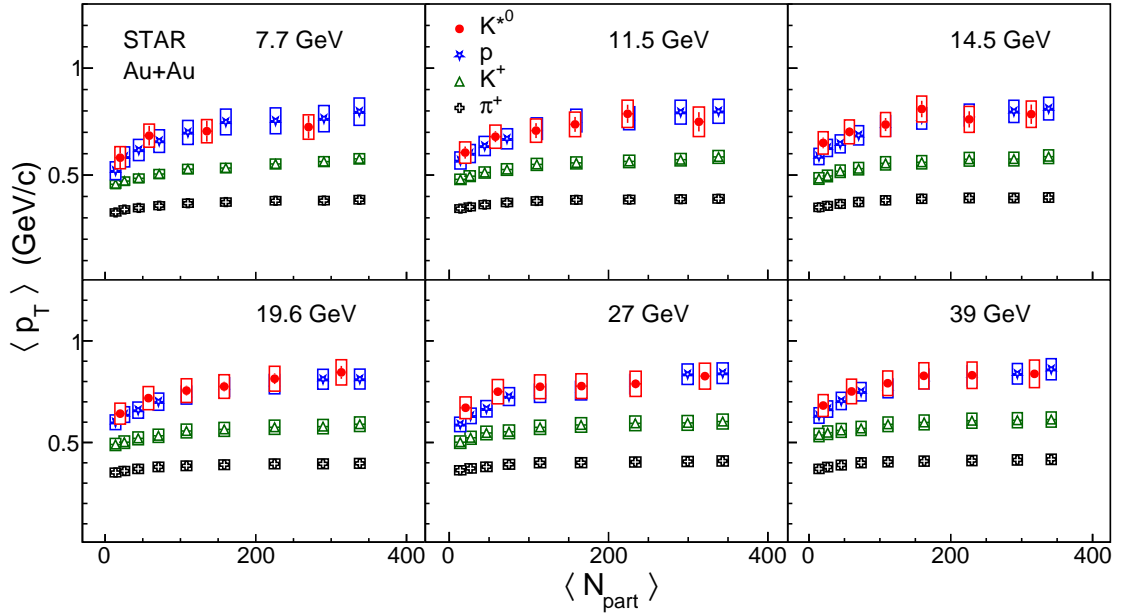 STAR 7.7 GeV
Au+Au
K*0
p
K+
π+
11.5 GeV
14.5 GeV
19.6 GeV
27 GeV
39 GeV
1
0.5
1
0.5
⟨ pT ⟩ (GeV/c)
0 200 400
0 200 400
0 200 400
⟨ Npart ⟩